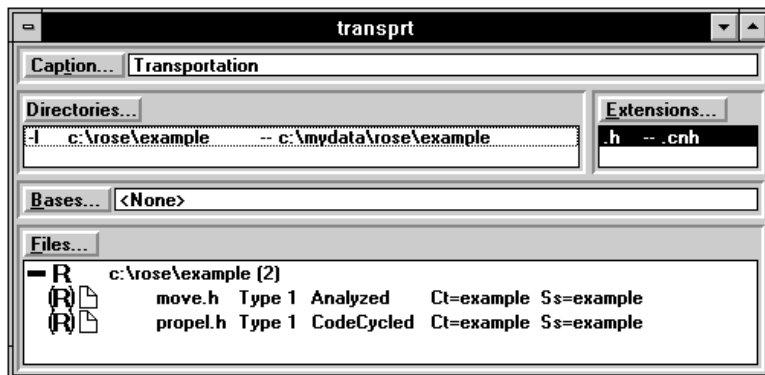 transprt
Caption... Transportation
Directories... Extensions...
-I c:\rose\example -- c:\mydata\rose\example .h -- .cnh
Bases... <None>
Files...
R c:\rose\example (2)
(R) move.h Type 1 Analyzed Ct=example Ss=example
(R) propel.h Type 1 CodeCycled Ct=example Ss=example